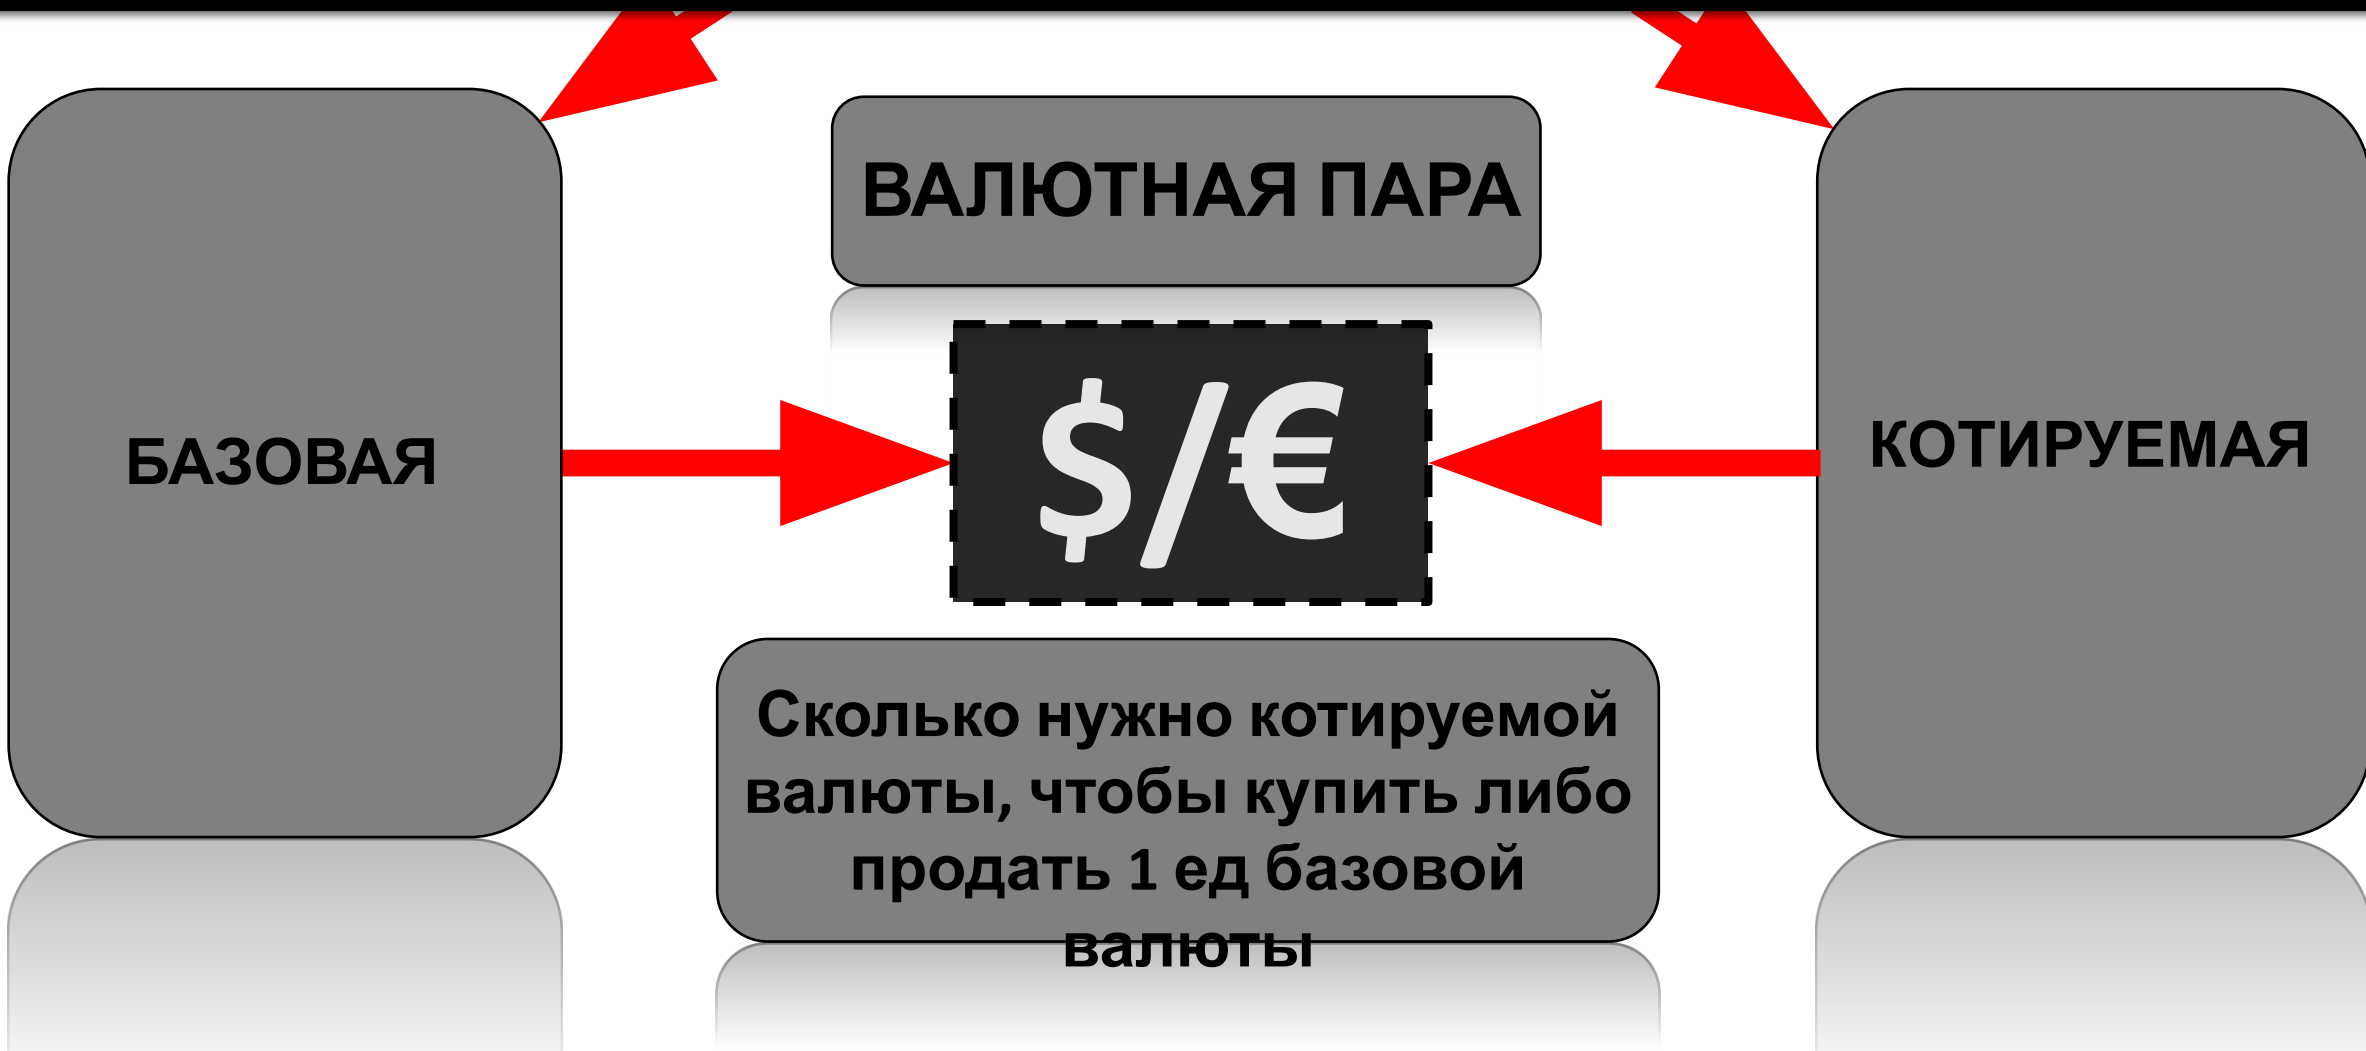 ВАЛЮТНАЯ ПАРА
БАЗОВАЯ
$/€
КОТИРУЕМАЯ
Сколько нужно котируемой
валюты, чтобы купить либо
продать 1 ед базовой
валюты